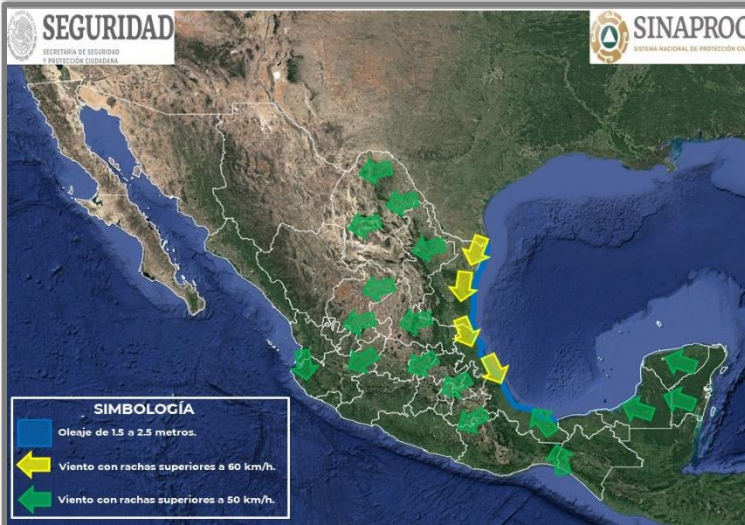 SEGURIDAD
SECRETARÍA DE SEGURIDAD
Y PROTECCIÓN CIUDADANA
SINAPROC
SISTEMA NACIONAL DE PROTECCIÓN CIV
SIMBOLOGÍA
Oleaje de 1.5 a 2.5 metros.
Viento con rachas superiores a 60 km/h.
Viento con rachas superiores a 50 km/h.